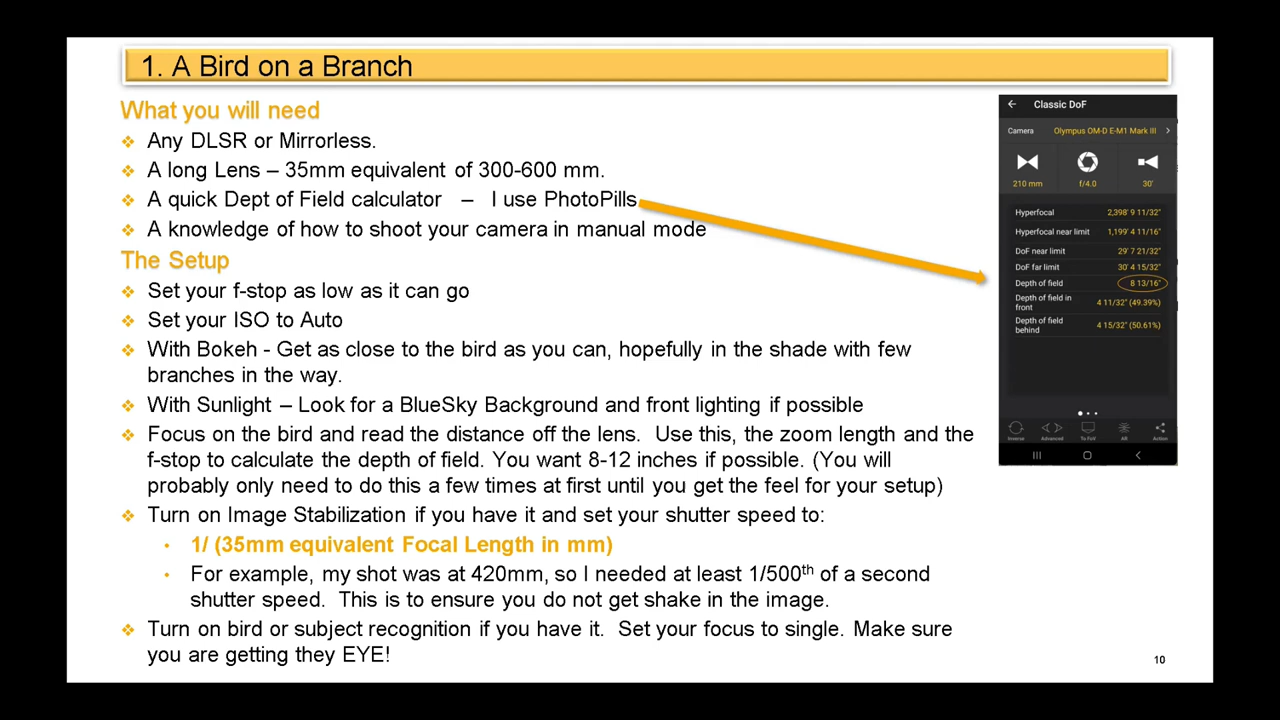 1. A Bird on a Branch
What you will need
❖ Any DLSR or Mirrorless.
❖ A long Lens – 35mm equivalent of 300-600 mm.
❖ A quick Dept of Field calculator – I use PhotoPills
❖ A knowledge of how to shoot your camera in manual mode
The Setup
❖ Set your f-stop as low as it can go
❖ Set your ISO to Auto
❖ With Bokeh - Get as close to the bird as you can, hopefully in the shade with few
branches in the way.
❖ With Sunlight – Look for a BlueSky Background and front lighting if possible
❖ Focus on the bird and read the distance off the lens. Use this, the zoom length and the
f-stop to calculate the depth of field. You want 8-12 inches if possible. (You will
probably only need to do this a few times at first until you get the feel for your setup)
❖ Turn on Image Stabilization if you have it and set your shutter speed to:
• 1/ (35mm equivalent Focal Length in mm)
• For example, my shot was at 420mm, so I needed at least 1/500th of a second
shutter speed. This is to ensure you do not get shake in the image.
❖ Turn on bird or subject recognition if you have it. Set your focus to single. Make sure
you are getting they EYE!
Classic DoF
Camera Olympus OM-D E-M1 Mark III
210 mm f/4.0 30'
Hyperfocal 2,398' 9 11/32"
Hyperfocal near limit 1,199' 4 11/16"
DoF near limit 29' 7 21/32"
DoF far limit 30' 4 15/32"
Depth of field 8 13/16"
Depth of field in
front 4 11/32" (49.39%)
Depth of field
behind 4 15/32" (50.61%)
Inverse Advanced To FoV AR Action
10